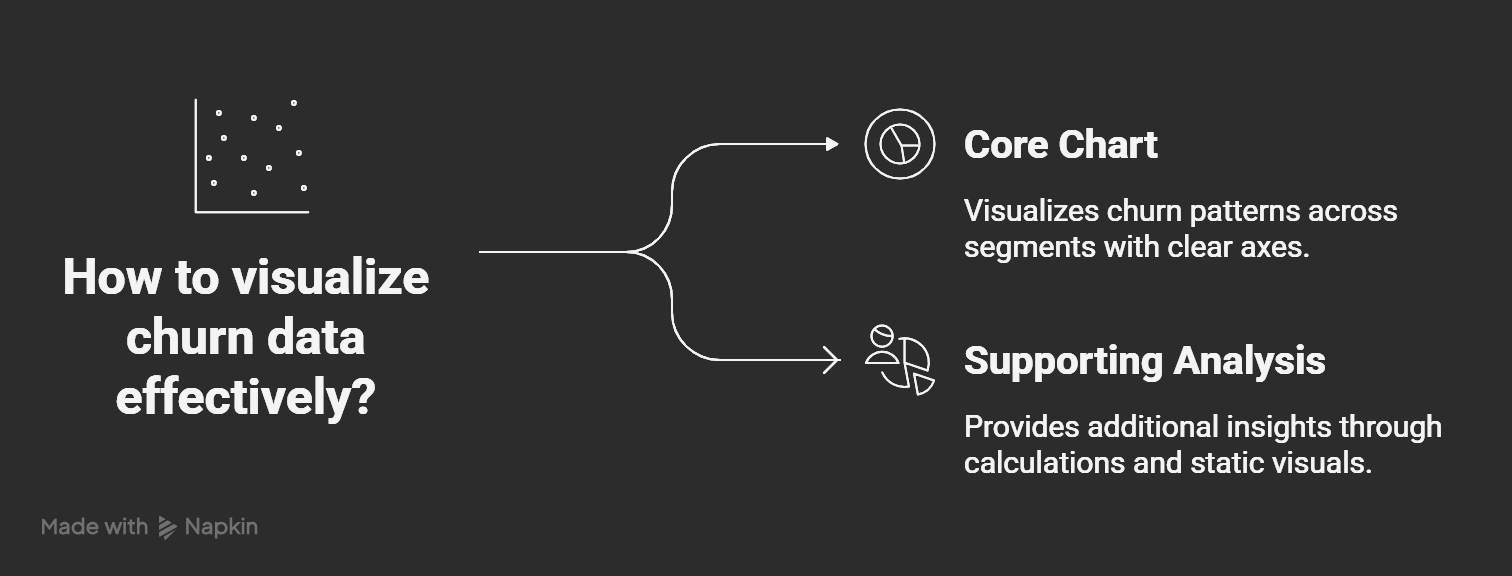 How to visualize
churn data
effectively?
Core Chart
Visualizes churn patterns across
segments with clear axes.
Supporting Analysis
Provides additional insights through
calculations and static visuals.
Made with Napkin